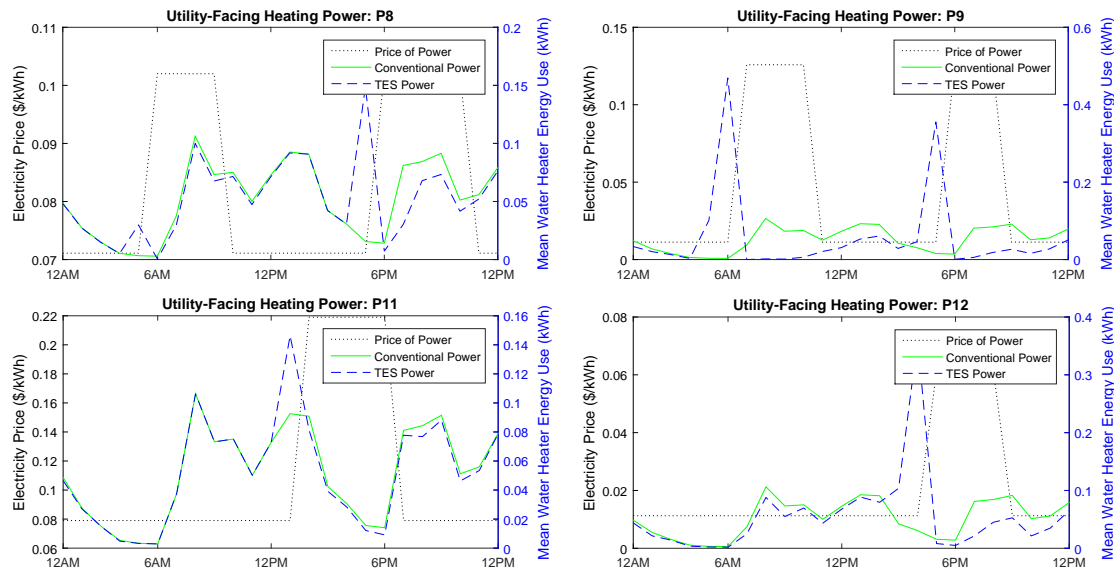 Utility-Facing Heating Power: P8
0.11
0.1
0.09
0.08
0.07
Electricity Price ($/kWh)
0.2
0.15
0.1
0.05
0
Mean Water Heater Energy Use (kWh)
Price of Power
Conventional Power
TES Power
12AM 6AM 12PM 6PM 12PM
Utility-Facing Heating Power: P9
0.15
0.1
0.05
0
Electricity Price ($/kWh)
0.6
0.4
0.2
0
Mean Water Heater Energy Use (kWh)
Price of Power
Conventional Power
TES Power
12AM 6AM 12PM 6PM 12PM
Utility-Facing Heating Power: P11
0.22
0.2
0.18
0.16
0.14
0.12
0.1
0.08
0.06
Electricity Price ($/kWh)
0.16
0.14
0.12
0.1
0.08
0.06
0.04
0.02
0
Mean Water Heater Energy Use (kWh)
Price of Power
Conventional Power
TES Power
12AM 6AM 12PM 6PM 12PM
Utility-Facing Heating Power: P12
0.08
0.06
0.04
0.02
0
Electricity Price ($/kWh)
0.4
0.3
0.2
0.1
0
Mean Water Heater Energy Use (kWh)
Price of Power
Conventional Power
TES Power
12AM 6AM 12PM 6PM 12PM